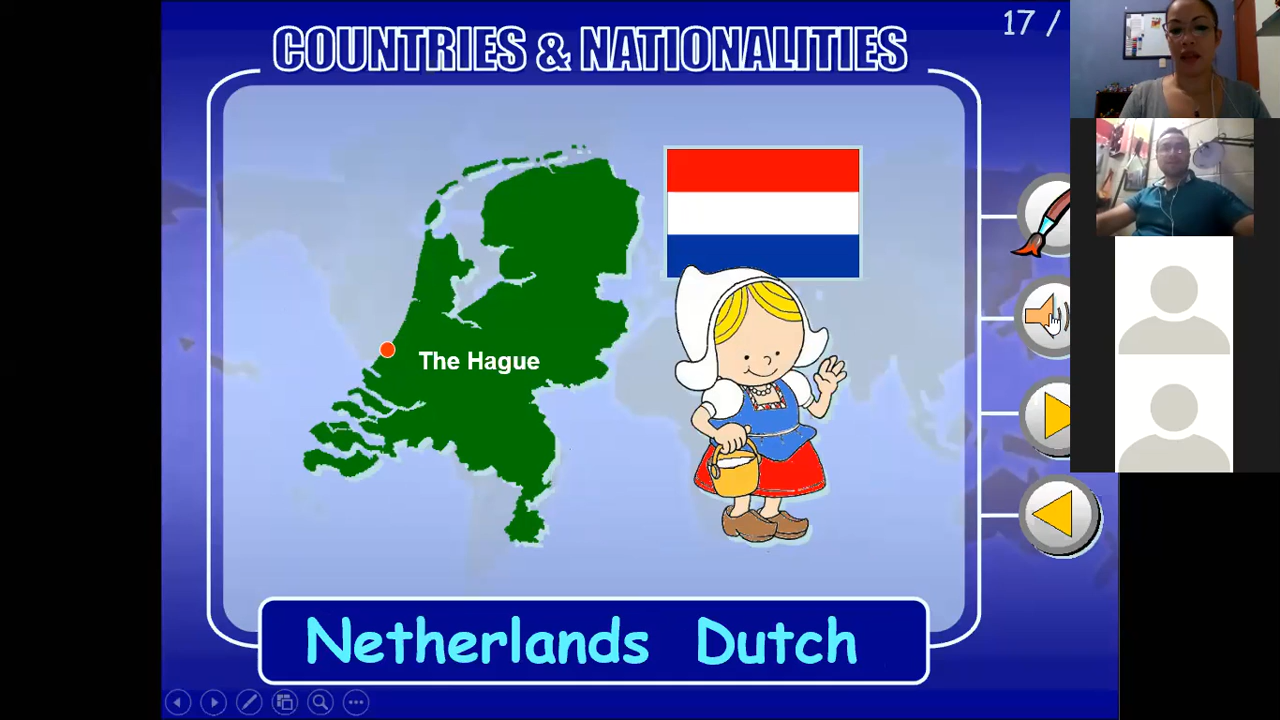 COUNTRIES & NATIONALITIES
17 /
The Hague
Netherlands Dutch